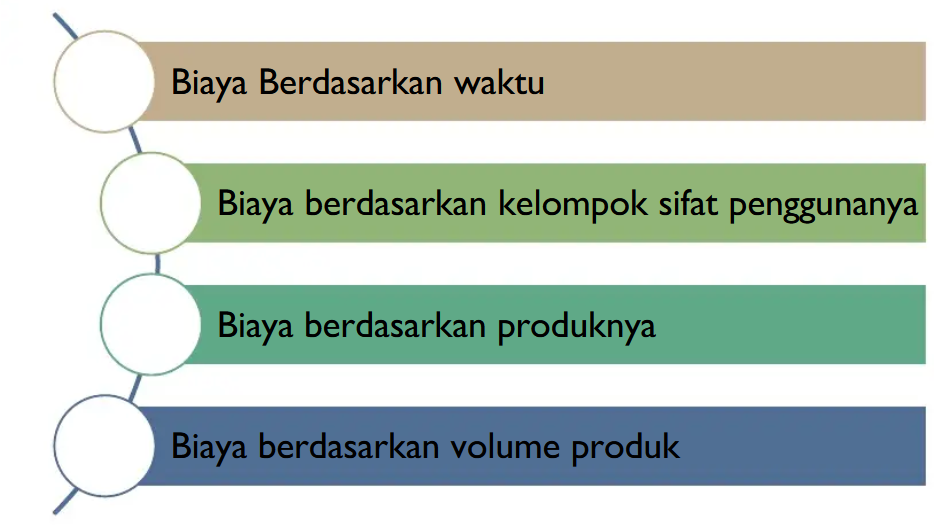 Biaya Berdasarkan waktu
Biaya berdasarkan kelompok sifat penggunanya
Biaya berdasarkan produknya
Biaya berdasarkan volume produk